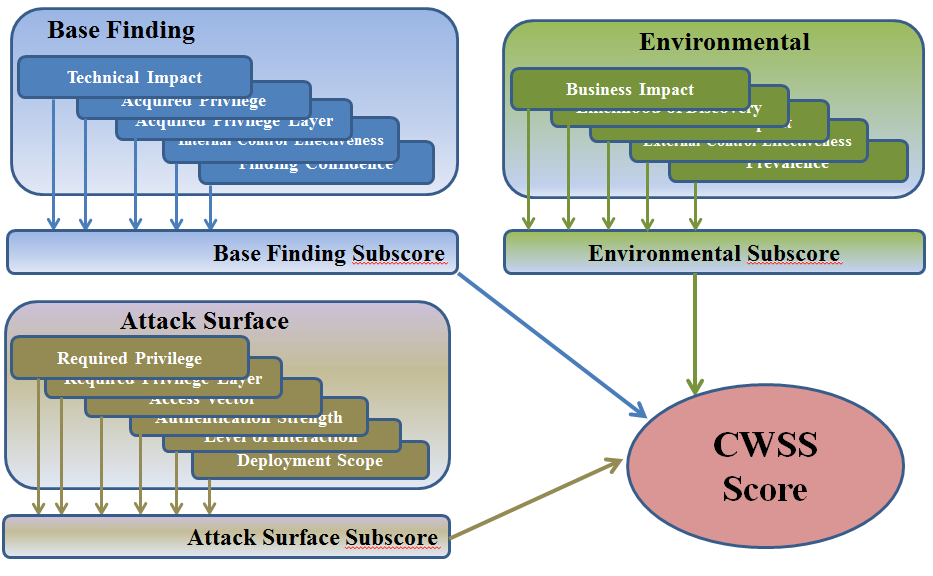 Base Finding
Technical Impact
Acquired Privilege
Acquired Privilege Layer
Internal Control Effectiveness
Finding Confidence
Base Finding Subscore
Environmental
Business Impact
Likelihood of Discovery
External Control Effectiveness
Prevalence
Environmental Subscore
Attack Surface
Required Privilege
Required Privilege Layer
Access Vector
Authentication Strength
Level of Interaction
Deployment Scope
Attack Surface Subscore
CWSS
Score